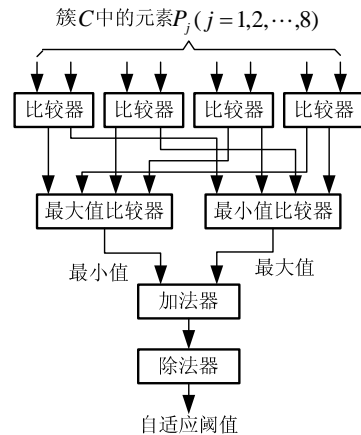 簇C中的元素P_j(j=1,2,⋯,8)
比较器 比较器 比较器 比较器
最大值比较器 最小值比较器
最小值 最大值
加法器
除法器
自适应阈值